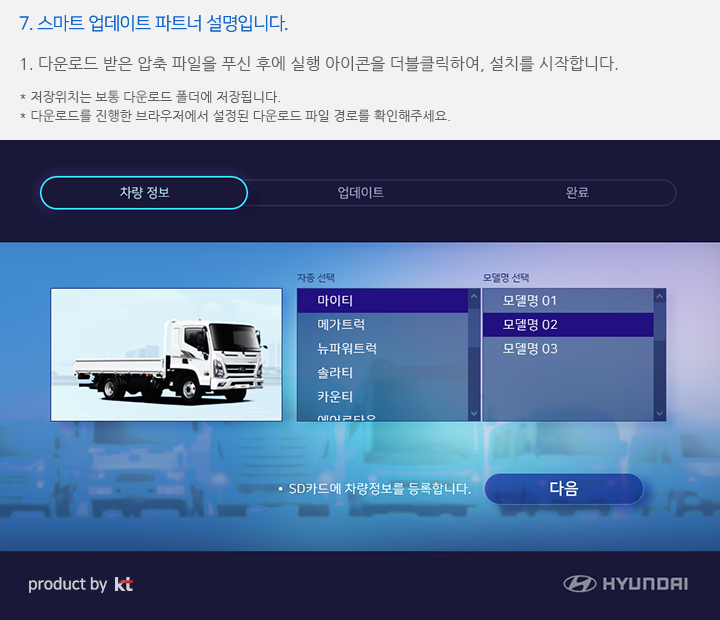 7. 스마트 업데이트 파트너 설명입니다.
1. 다운로드 받은 압축 파일을 푸신 후에 실행 아이콘을 더블클릭하여, 설치를 시작합니다.
* 저장위치는 보통 다운로드 폴더에 저장됩니다.
* 다운로드를 진행한 브라우저에서 설정된 다운로드 파일 경로를 확인해주세요.
차량 정보
업데이트
완료
차종 선택
마이티
메가트럭
뉴파워트럭
솔라티
카운티
에어로타운
모델명 선택
모델명 01
모델명 02
모델명 03
• SD카드에 차량정보를 등록합니다.
다음
product by kt
HYUNDAI